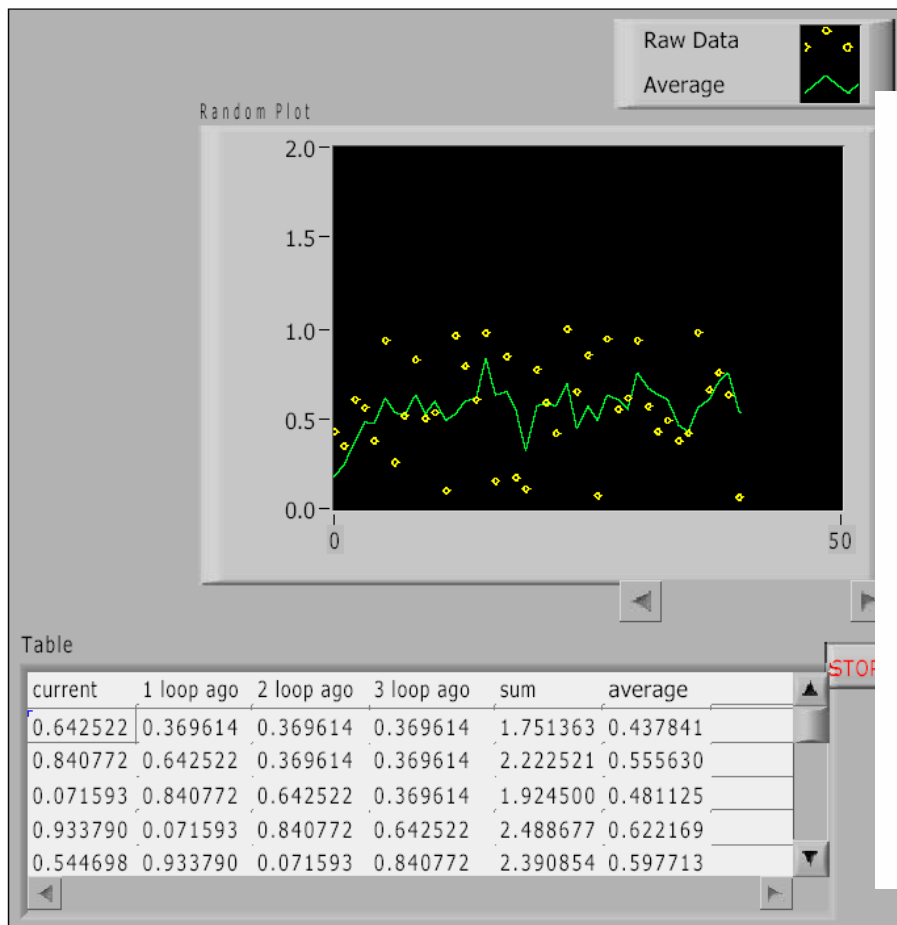 Raw Data
Average
Random Plot
2.0
1.5
1.0
0.5
0.0
0 50
Table
STOP
current 1 loop ago 2 loop ago 3 loop ago sum average
0.642522 0.369614 0.369614 0.369614 1.751363 0.437841
0.840772 0.642522 0.369614 0.369614 2.222521 0.555630
0.071593 0.840772 0.642522 0.369614 1.924500 0.481125
0.933790 0.071593 0.840772 0.642522 2.488677 0.622169
0.544698 0.933790 0.071593 0.840772 2.390854 0.597713